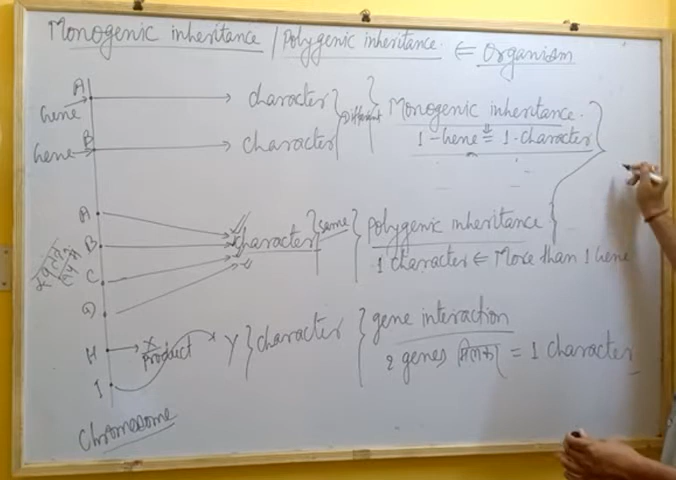 Monogenic inheritance / Polygenic inheritance ⇐ Organism
A
Gene → character
B
Gene → character
} Different } Monogenic inheritance.
1-Gene = 1-character
A
B
C
D
character } same } Polygenic inheritance
1 character ⇐ More than 1 Gene
H → X Product
I
Y } character } gene interaction
2 genes मिलकर = 1 character
Chromosome